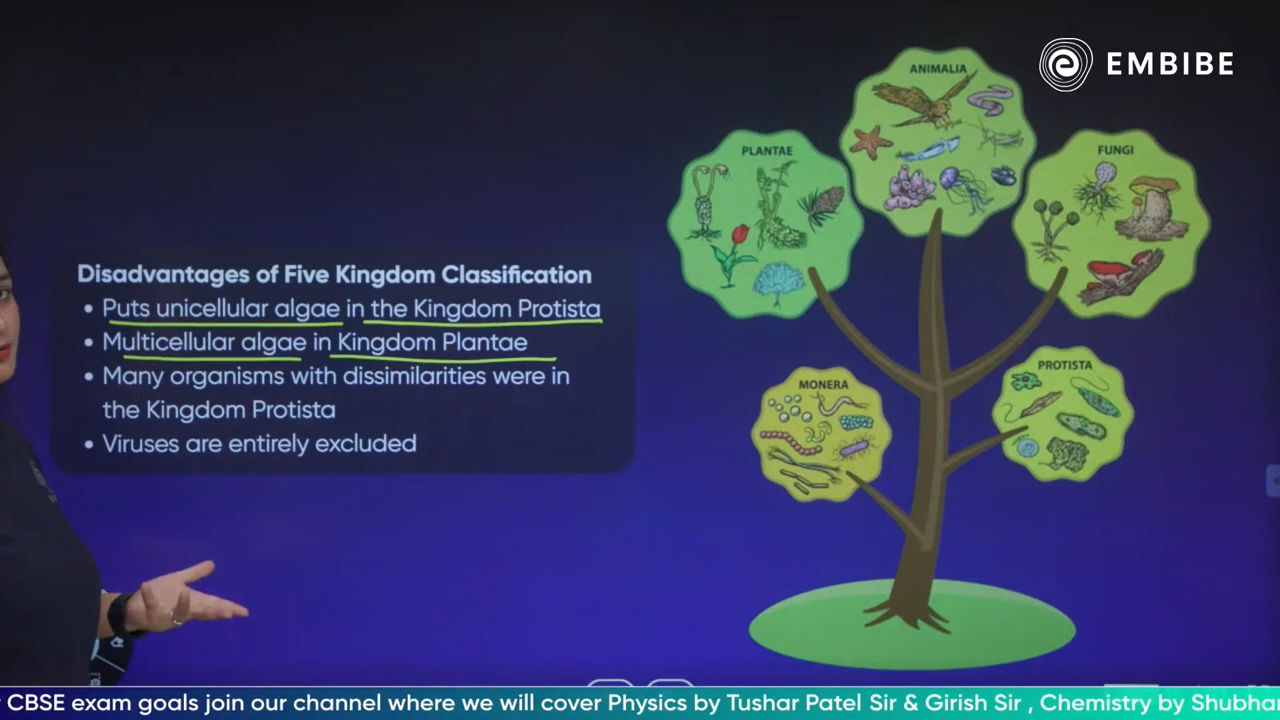 EMBIBE
ANIMALIA
PLANTAE
FUNGI
Disadvantages of Five Kingdom Classification
• Puts unicellular algae in the Kingdom Protista
• Multicellular algae in Kingdom Plantae
• Many organisms with dissimilarities were in
the Kingdom Protista
• Viruses are entirely excluded
MONERA
PROTISTA
CBSE exam goals join our channel where we will cover Physics by Tushar Patel Sir & Girish Sir , Chemistry by